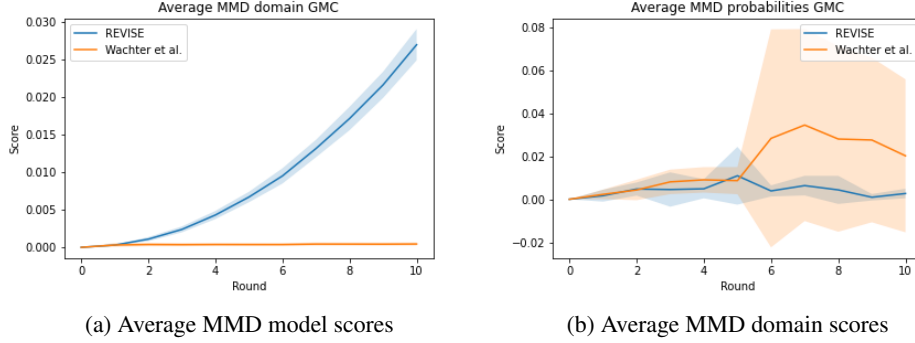 Average MMD domain GMC
REVISE
Wachter et al.
0.030
0.025
0.020
0.015
0.010
0.005
0.000
Score
0 2 4 6 8 10
Round
(a) Average MMD model scores
Average MMD probabilities GMC
REVISE
Wachter et al.
0.08
0.06
0.04
0.02
0.00
−0.02
Score
0 2 4 6 8 10
Round
(b) Average MMD domain scores